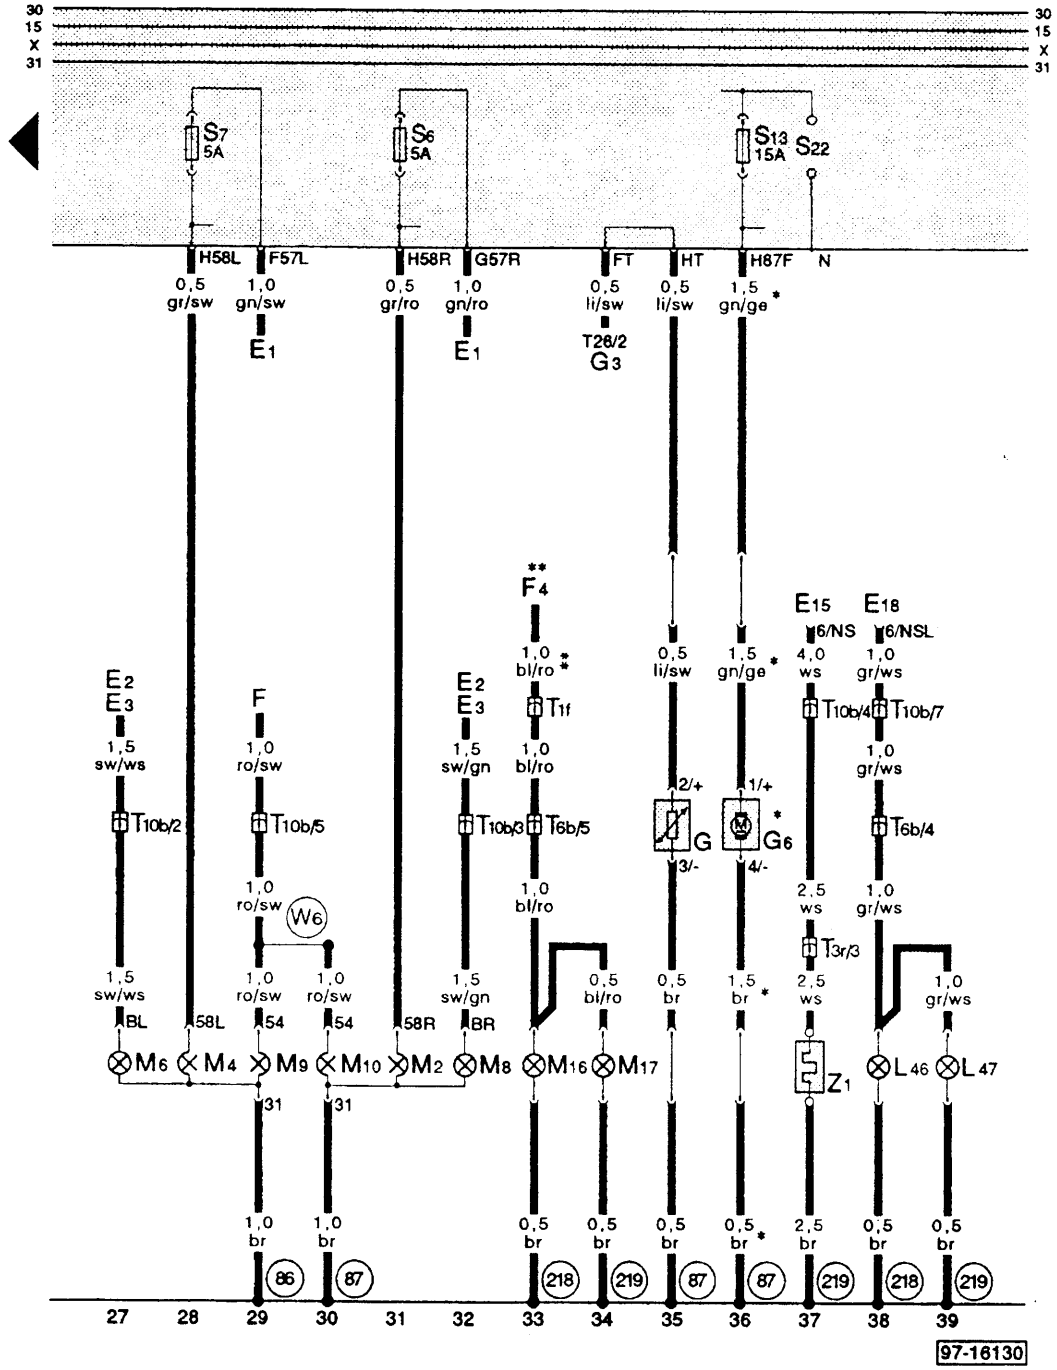 30 30
15 15
X X
31 31
S7 S6 S13 S22
5A 5A 15A
H58L F57L H58R G57R FT HT H87F N
0,5 1,0 0,5 1,0 0,5 0,5 1,5
gr/sw gn/sw gr/ro gn/ro li/sw li/sw gn/ge *
E1 E1 T26/2
G3
**
F4
E15 E18
6/NS 6/NSL
1,0 * 0,5 1,5 4,0 1,0
bl/ro * li/sw gn/ge * ws gr/ws
E2 E2
E3 F E3
T1f T10b/4 T10b/7
1,5 1,0 1,5 1,0 1,0
sw/ws ro/sw sw/gn bl/ro gr/ws
2/+ 1/+
T10b/2 T10b/5 T10b/3 T6b/5 G M G6 * T6b/4
3/- 4/-
1,0 1,0 2,5 1,0
ro/sw bl/ro ws gr/ws
W6
T3r/3
1,5 1,0 1,0 1,5 0,5 0,5 1,5 2,5 1,0
sw/ws ro/sw ro/sw sw/gn bl/ro br br * ws gr/ws
BL 58L 54 54 58R BR
M6 M4 M9 M10 M2 M8 M16 M17 Z1 L46 L47
31 31
1,0 1,0 0,5 0,5 0,5 0,5 2,5 0,5 0,5
br br br br br br * br br br
86 87 218 219 87 87 219 218 219
27 28 29 30 31 32 33 34 35 36 37 38 39
97-16130